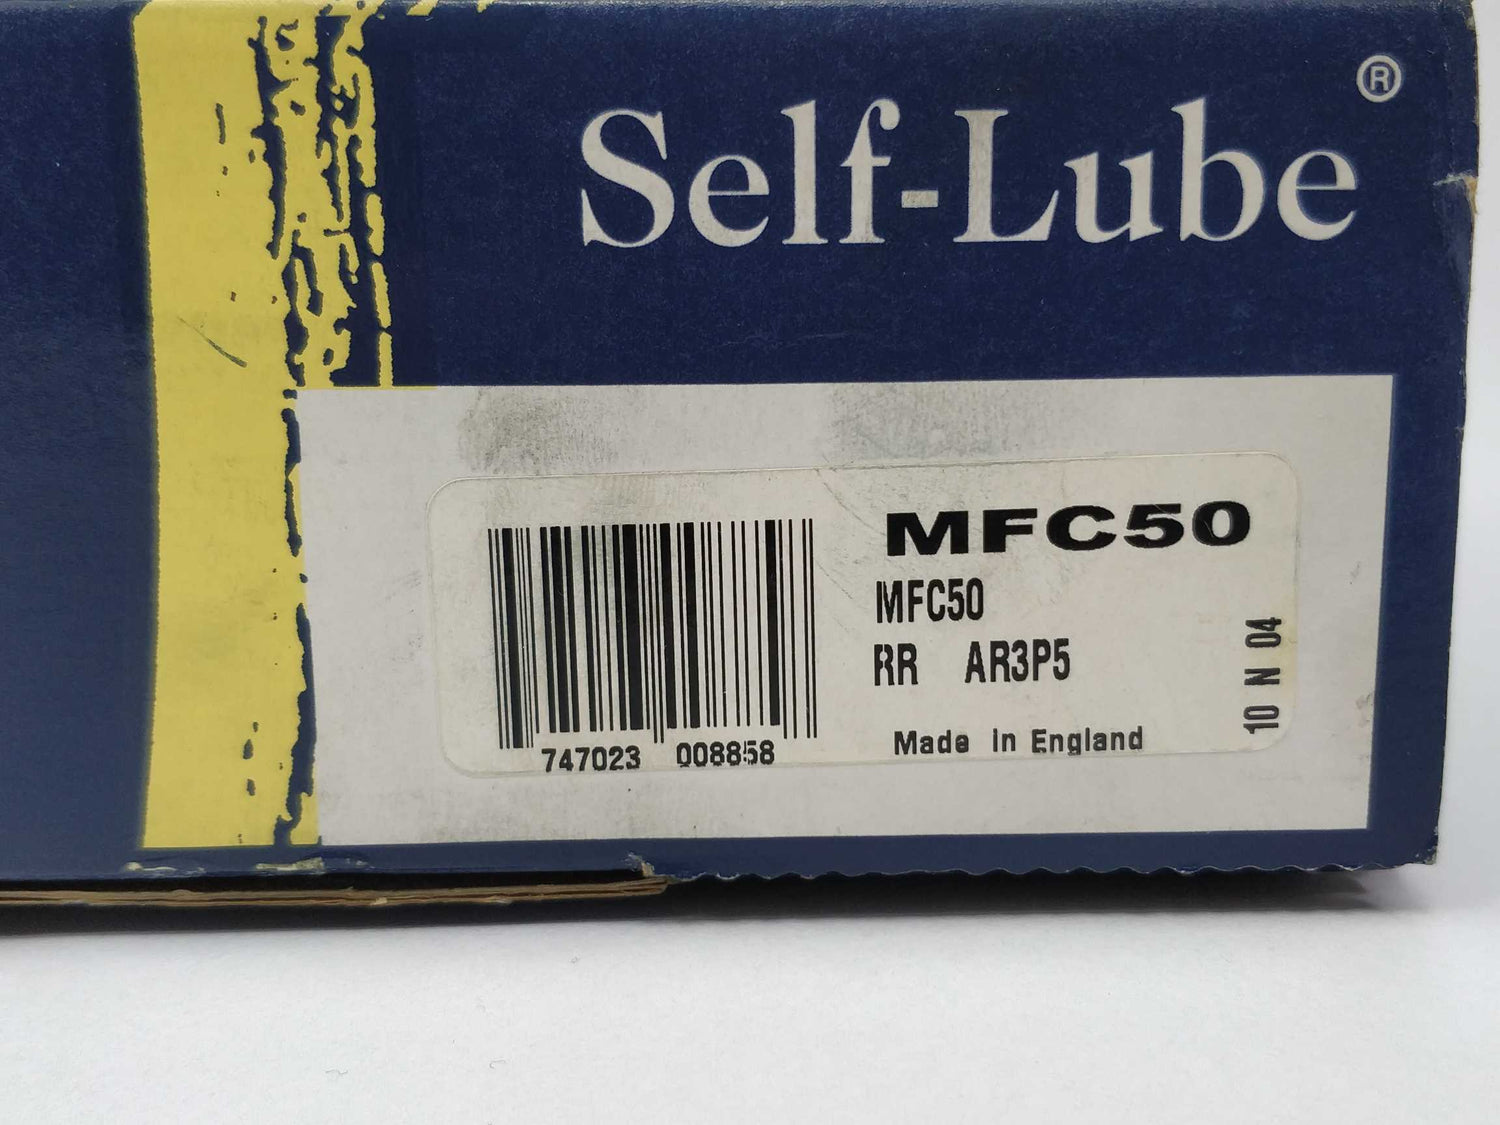 Self-Lube®
MFC50
MFC50
RR AR3P5
Made in England
10 N 04
747023 008858